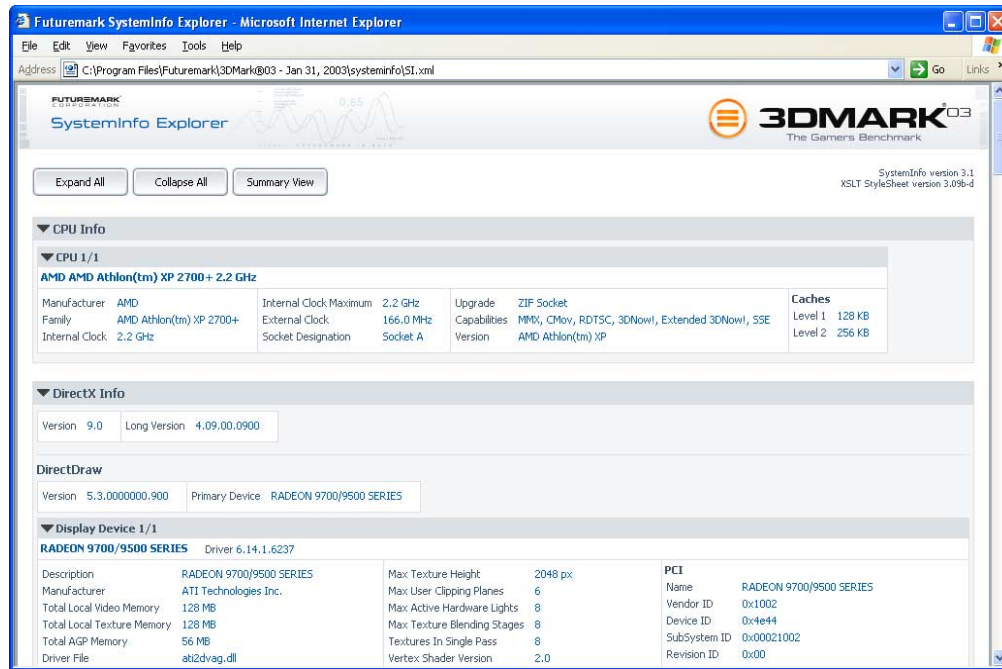 Futuremark SystemInfo Explorer - Microsoft Internet Explorer
File Edit View Favorites Tools Help
Address C:\Program Files\Futuremark\3DMark®03 - Jan 31, 2003\systeminfo\SI.xml Go Links
FUTUREMARK
CORPORATION
SystemInfo Explorer
0,65
3DMARK®03
The Gamers Benchmark
Expand All Collapse All Summary View
SystemInfo version 3.1
XSLT StyleSheet version 3.09b-d
CPU Info
CPU 1/1
AMD AMD Athlon(tm) XP 2700+ 2.2 GHz
Manufacturer AMD Internal Clock Maximum 2.2 GHz Upgrade ZIF Socket Caches
Family AMD Athlon(tm) XP 2700+ External Clock 166.0 MHz Capabilities MMX, CMov, RDTSC, 3DNow!, Extended 3DNow!, SSE Level 1 128 KB
Internal Clock 2.2 GHz Socket Designation Socket A Version AMD Athlon(tm) XP Level 2 256 KB
DirectX Info
Version 9.0 Long Version 4.09.00.0900
DirectDraw
Version 5.3.0000000.900 Primary Device RADEON 9700/9500 SERIES
Display Device 1/1
RADEON 9700/9500 SERIES Driver 6.14.1.6237
Description RADEON 9700/9500 SERIES Max Texture Height 2048 px PCI
Manufacturer ATI Technologies Inc. Max User Clipping Planes 6 Name RADEON 9700/9500 SERIES
Total Local Video Memory 128 MB Max Active Hardware Lights 8 Vendor ID 0x1002
Total Local Texture Memory 128 MB Max Texture Blending Stages 8 Device ID 0x4e44
Total AGP Memory 56 MB Textures In Single Pass 8 SubSystem ID 0x00021002
Driver File ati2dvag.dll Vertex Shader Version 2.0 Revision ID 0x00